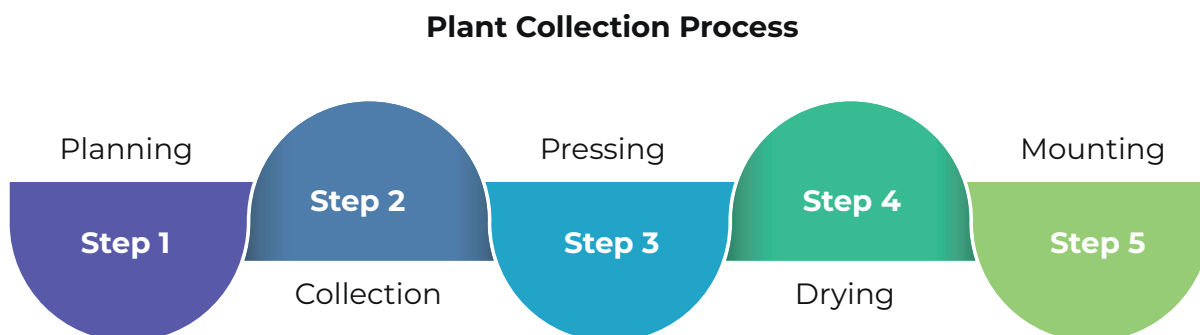 Plant Collection Process
Planning
Step 1
Step 2
Collection
Pressing
Step 3
Step 4
Drying
Mounting
Step 5